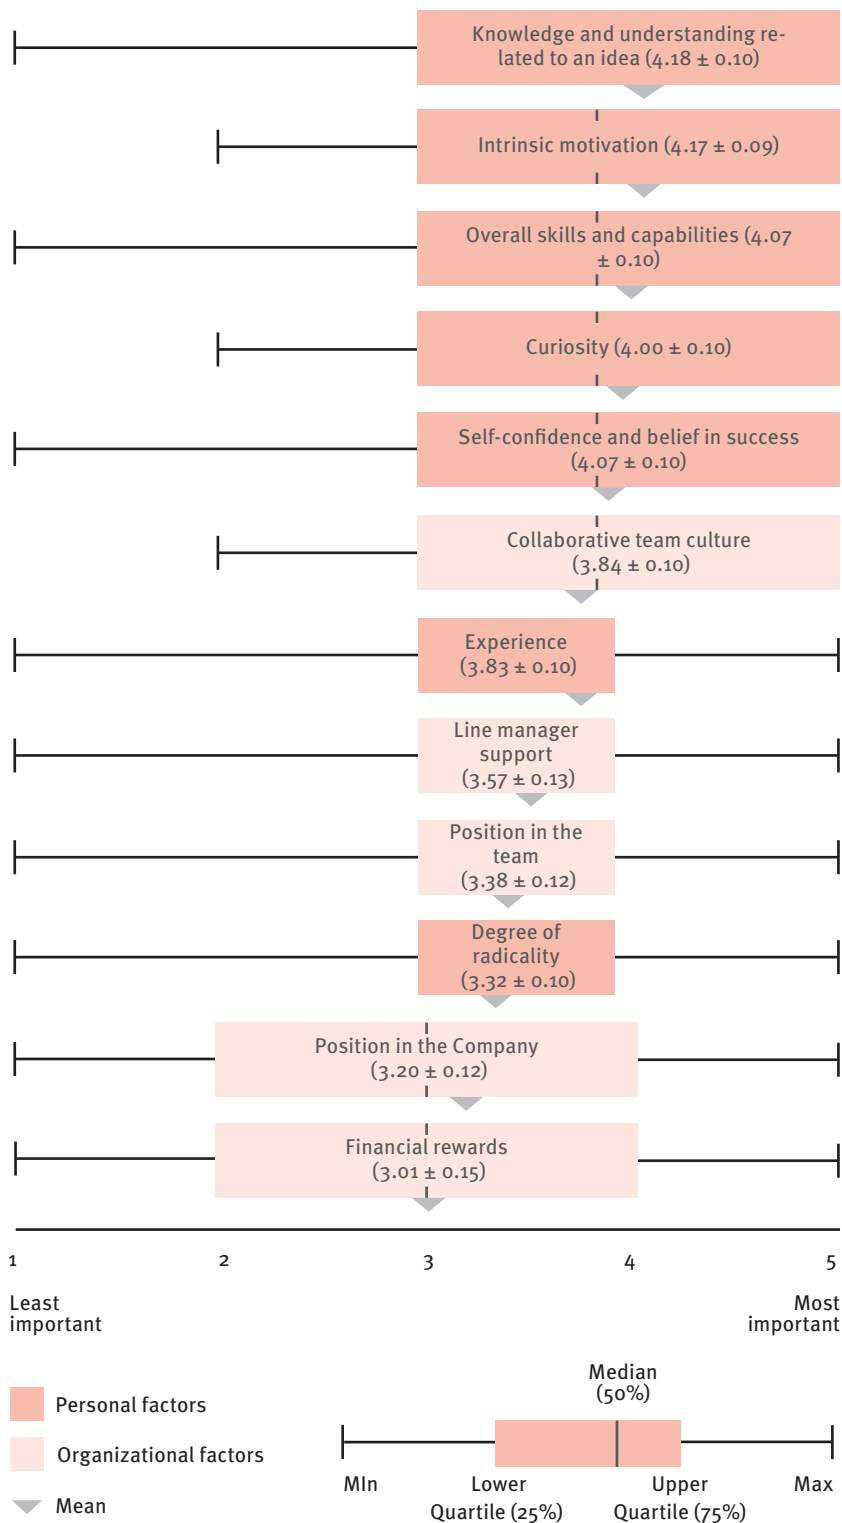 Knowledge and understanding re-
lated to an idea (4.18 ± 0.10)
Intrinsic motivation (4.17 ± 0.09)
Overall skills and capabilities (4.07
± 0.10)
Curiosity (4.00 ± 0.10)
Self-confidence and belief in success
(4.07 ± 0.10)
Collaborative team culture
(3.84 ± 0.10)
Experience
(3.83 ± 0.10)
Line manager
support
(3.57 ± 0.13)
Position in the
team
(3.38 ± 0.12)
Degree of
radicality
(3.32 ± 0.10)
Position in the Company
(3.20 ± 0.12)
Financial rewards
(3.01 ± 0.15)
1 2 3 4 5
Least
important
Most
important
Personal factors
Organizational factors
Mean
Median
(50%)
MIn
Lower
Quartile (25%)
Upper
Quartile (75%)
Max